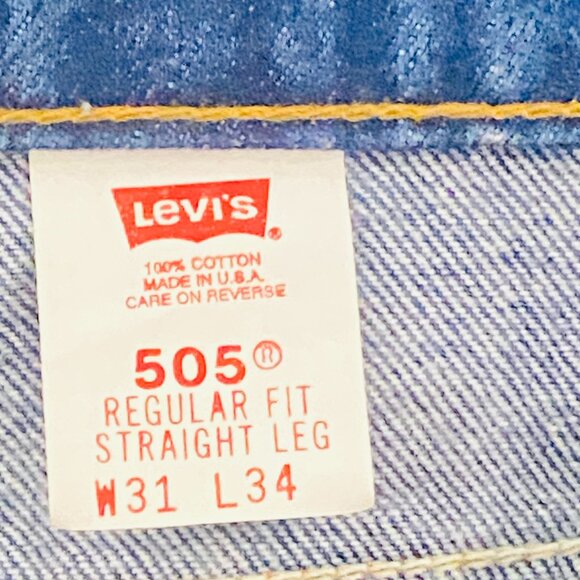 LEVI'S®
100% COTTON
MADE IN U.S.A.
CARE ON REVERSE
505®
REGULAR FIT
STRAIGHT LEG
W31 L34